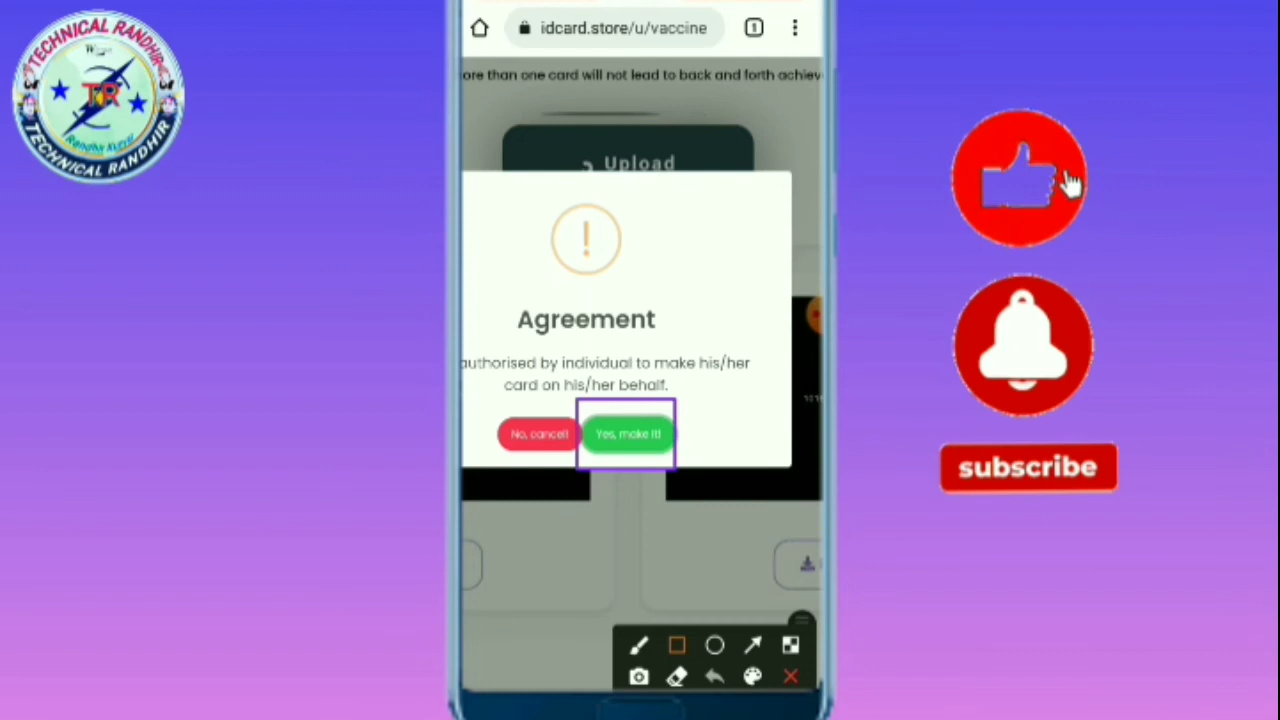 TECHNICAL RANDHIR
TR
TECHNICAL RANDHIR
idcard.store/u/vaccine
1
ore than one card will not lead to back and forth achiev
Upload
!
Agreement
authorised by individual to make his/her
card on his/her behalf.
No, cancel!
Yes, make it!
subscribe